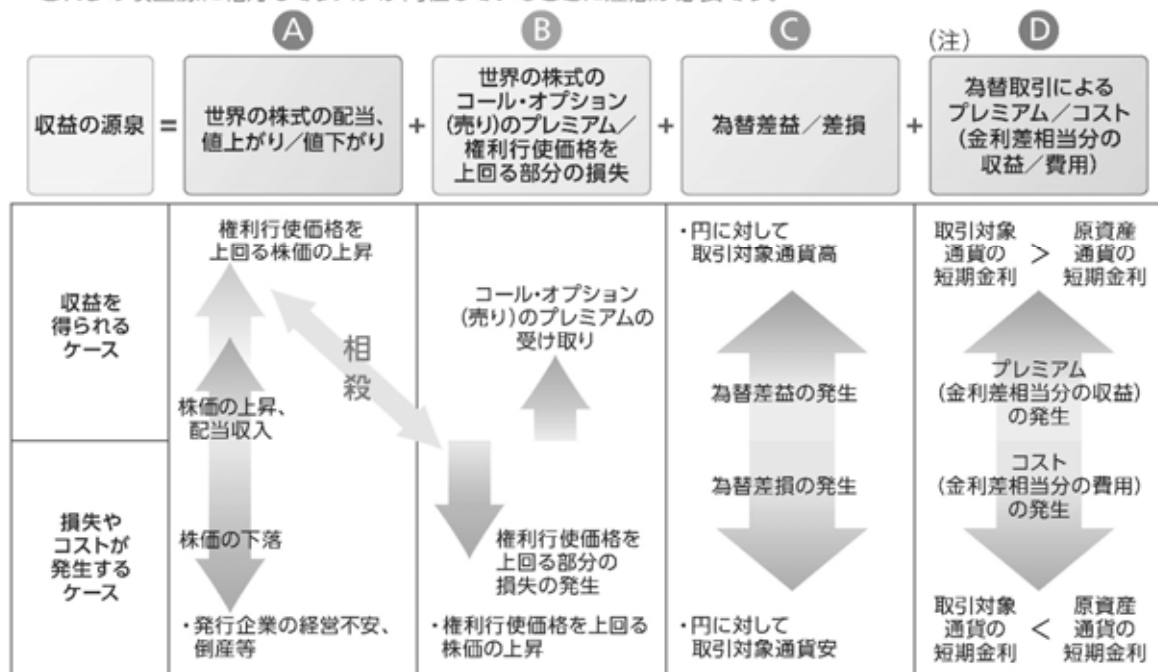 A
B
C
(注)
D
収益の源泉
=
世界の株式の配当、
値上がり/値下がり
+
世界の株式の
コール・オプション
(売り)のプレミアム/
権利行使価格を
上回る部分の損失
+
為替差益/差損
+
為替取引による
プレミアム/コスト
(金利差相当分の
収益/費用)
収益を
得られる
ケース
権利行使価格を
上回る株価の上昇
相殺
株価の上昇、
配当収入
コール・オプション
(売り)のプレミアムの
受け取り
・円に対して
取引対象通貨高
為替差益の発生
取引対象
通貨の
短期金利
>
原資産
通貨の
短期金利
プレミアム
(金利差相当分の収益)
の発生
損失や
コストが
発生する
ケース
株価の下落
・発行企業の経営不安、
倒産等
権利行使価格を
上回る部分の
損失の発生
・権利行使価格を上回る
株価の上昇
為替差損の発生
・円に対して
取引対象通貨安
コスト
(金利差相当分の費用)
の発生
取引対象
通貨の
短期金利
<
原資産
通貨の
短期金利